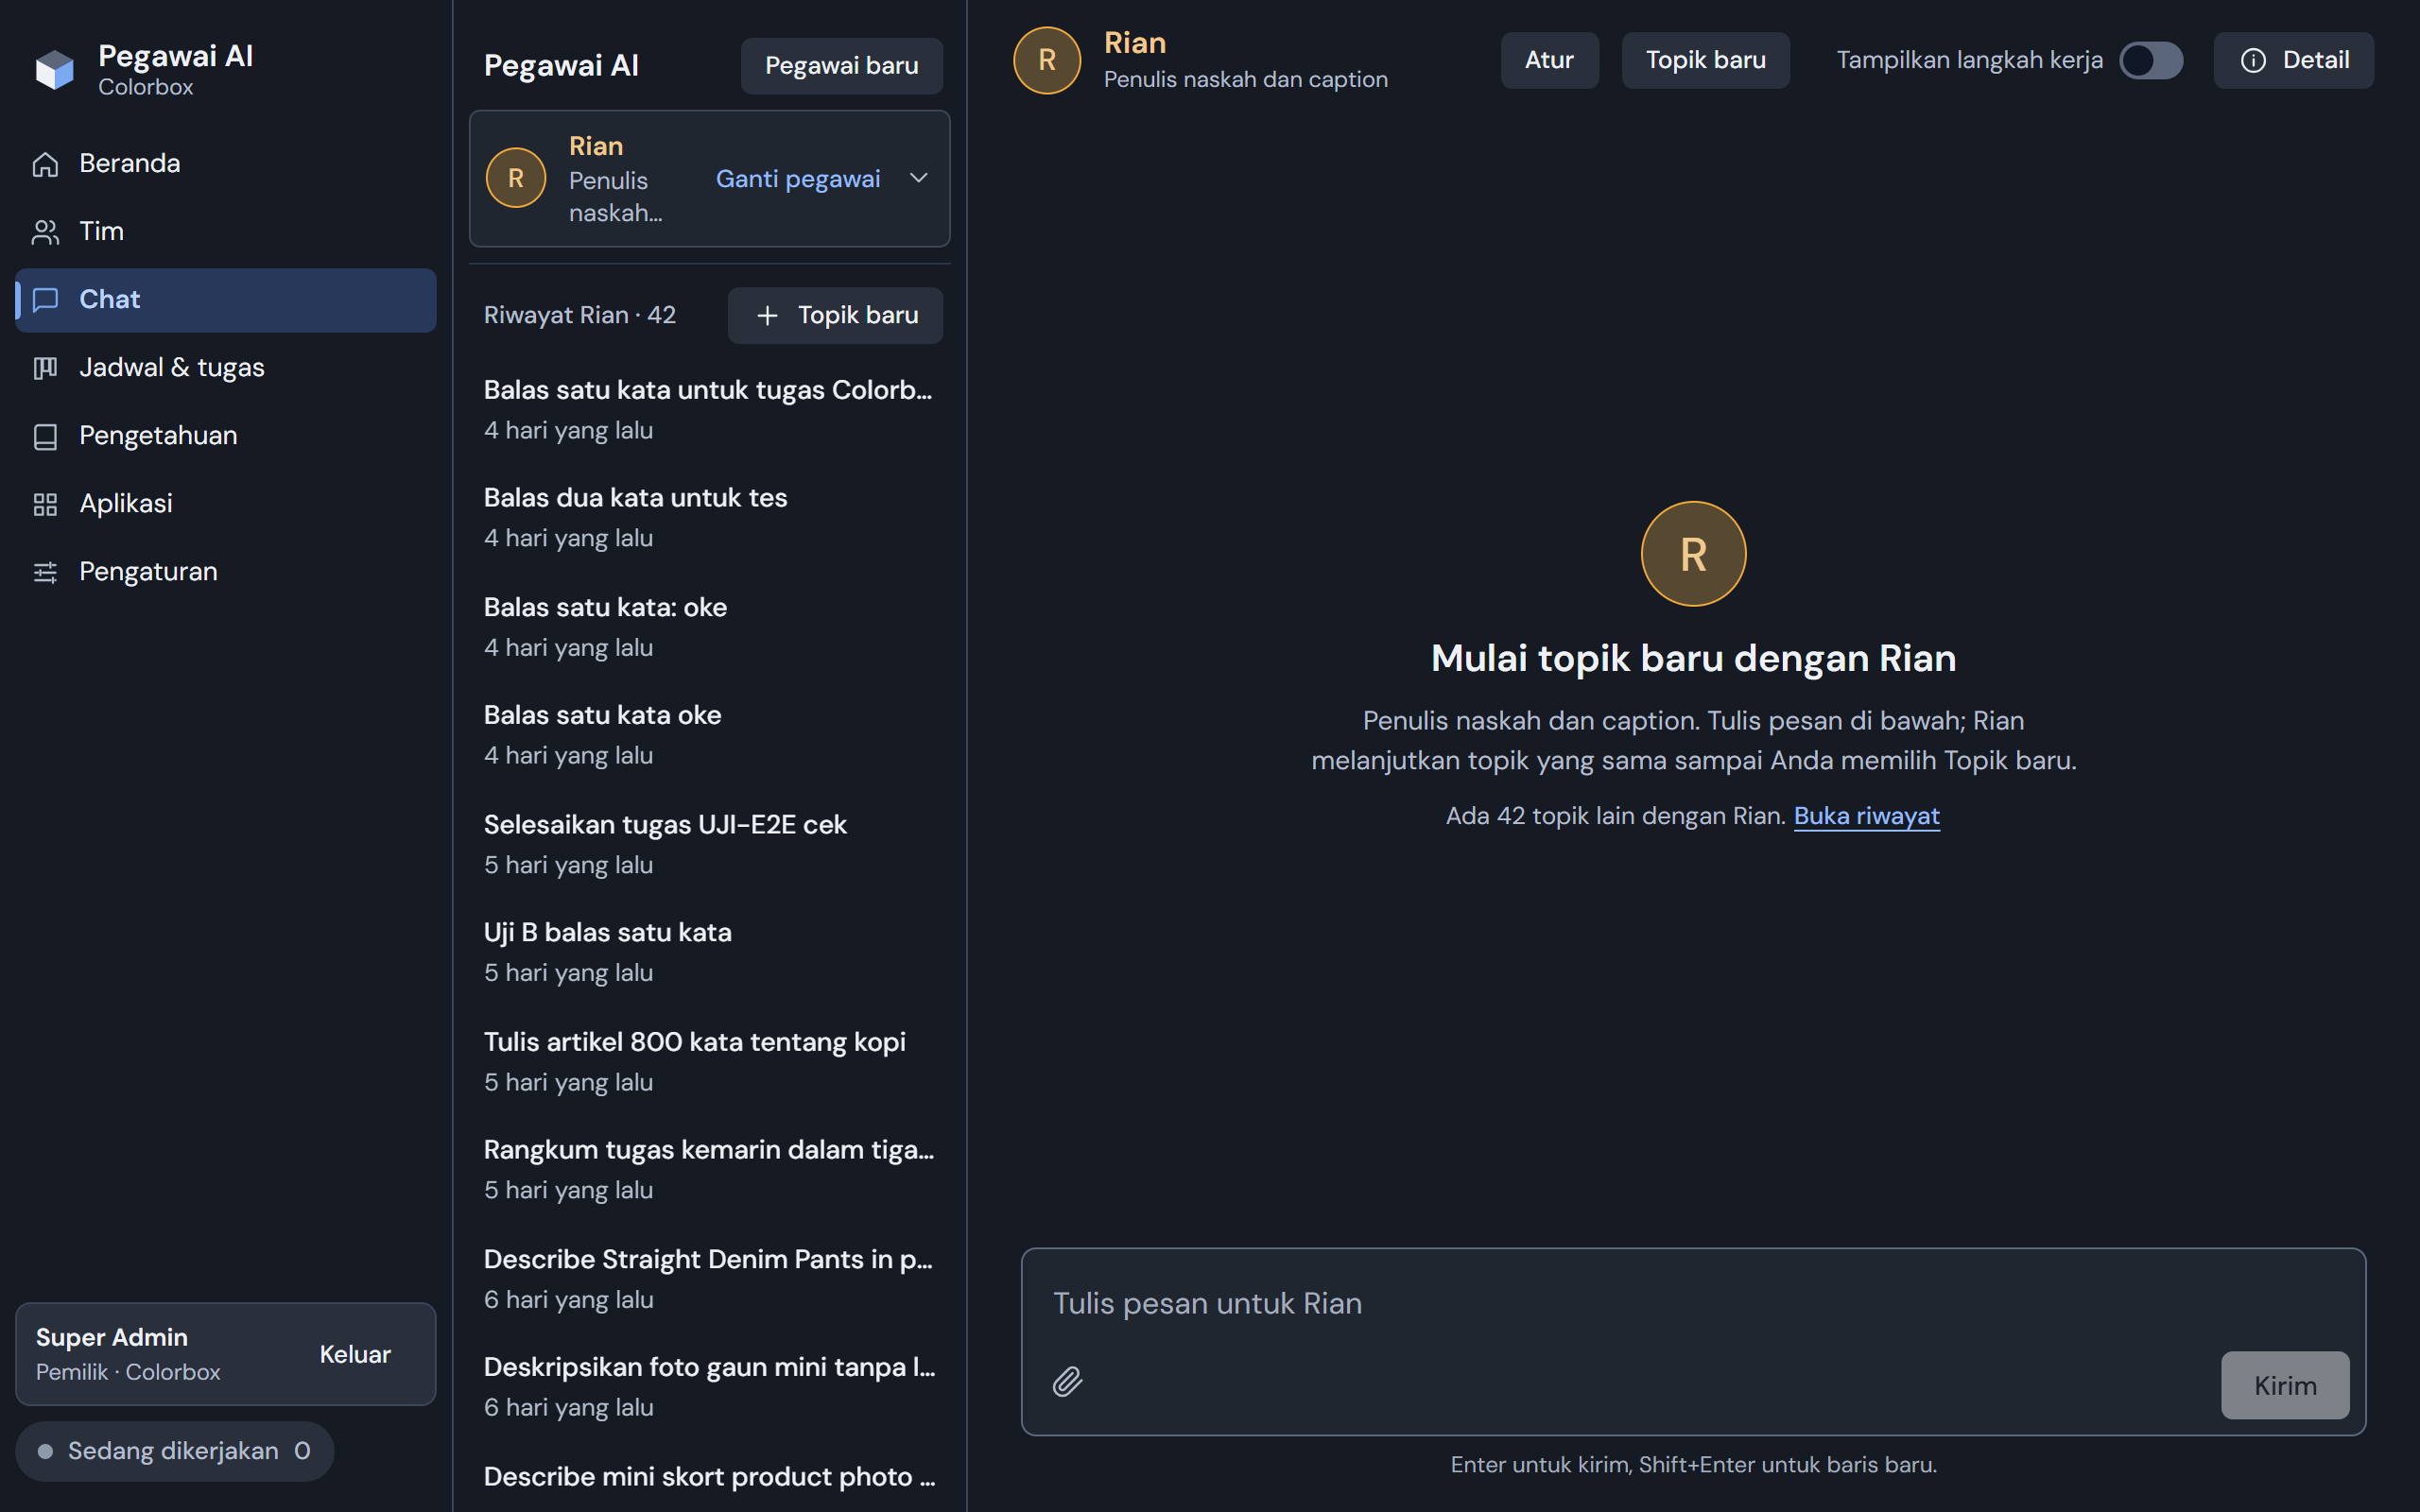 Pegawai AI
Colorbox
Beranda
Tim
Chat
Jadwal & tugas
Pengetahuan
Aplikasi
Pengaturan
Super Admin
Pemilik · Colorbox
Keluar
Sedang dikerjakan 0
Pegawai AI
Pegawai baru
R
Rian
Penulis
naskah...
Ganti pegawai
Riwayat Rian · 42
Topik baru
Balas satu kata untuk tugas Colorb...
4 hari yang lalu
Balas dua kata untuk tes
4 hari yang lalu
Balas satu kata: oke
4 hari yang lalu
Balas satu kata oke
4 hari yang lalu
Selesaikan tugas UJI-E2E cek
5 hari yang lalu
Uji B balas satu kata
5 hari yang lalu
Tulis artikel 800 kata tentang kopi
5 hari yang lalu
Rangkum tugas kemarin dalam tiga...
5 hari yang lalu
Describe Straight Denim Pants in p...
6 hari yang lalu
Deskripsikan foto gaun mini tanpa l...
6 hari yang lalu
Describe mini skort product photo ...
R
Rian
Penulis naskah dan caption
Atur
Topik baru
Tampilkan langkah kerja
Detail
R
Mulai topik baru dengan Rian
Penulis naskah dan caption. Tulis pesan di bawah; Rian
melanjutkan topik yang sama sampai Anda memilih Topik baru.
Ada 42 topik lain dengan Rian. Buka riwayat
Tulis pesan untuk Rian
Kirim
Enter untuk kirim, Shift+Enter untuk baris baru.